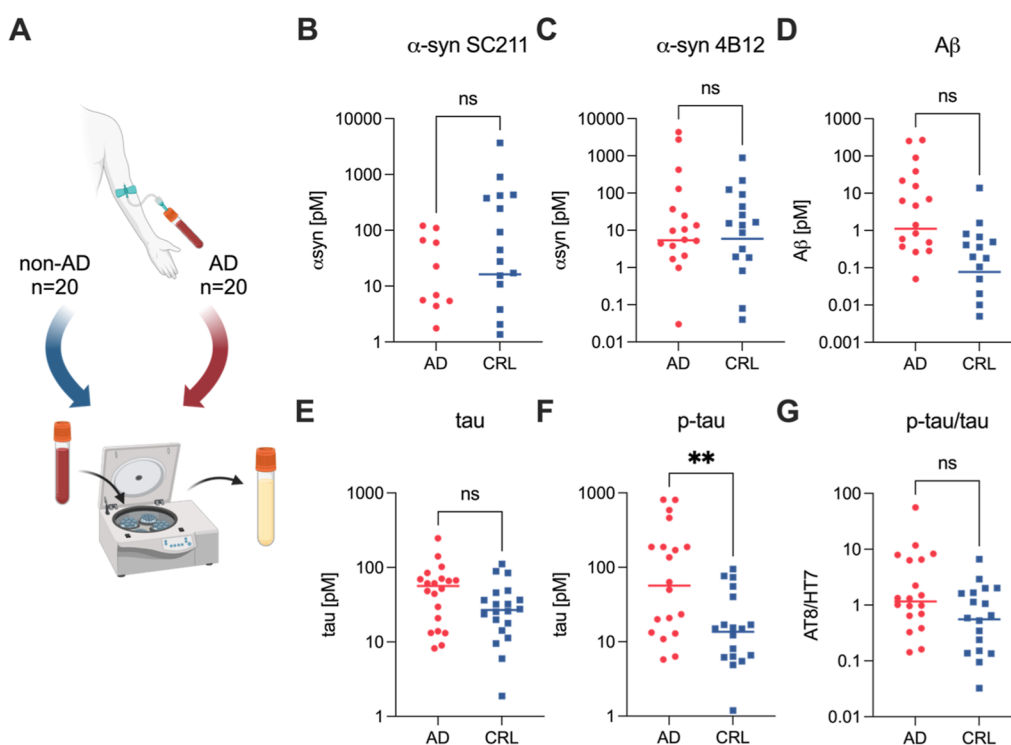 A
non-AD
n=20
AD
n=20
B
α-syn SC211
ns
αsyn [pM]
10000
1000
100
10
1
AD
CRL
C
α-syn 4B12
ns
αsyn [pM]
10000
1000
100
10
1
0.1
0.01
AD
CRL
D
Aβ
ns
Aβ [pM]
1000
100
10
1
0.1
0.01
0.001
AD
CRL
E
tau
ns
tau [pM]
1000
100
10
1
AD
CRL
F
p-tau
**
tau [pM]
1000
100
10
1
AD
CRL
G
p-tau/tau
ns
AT8/HT7
100
10
1
0.1
0.01
AD
CRL